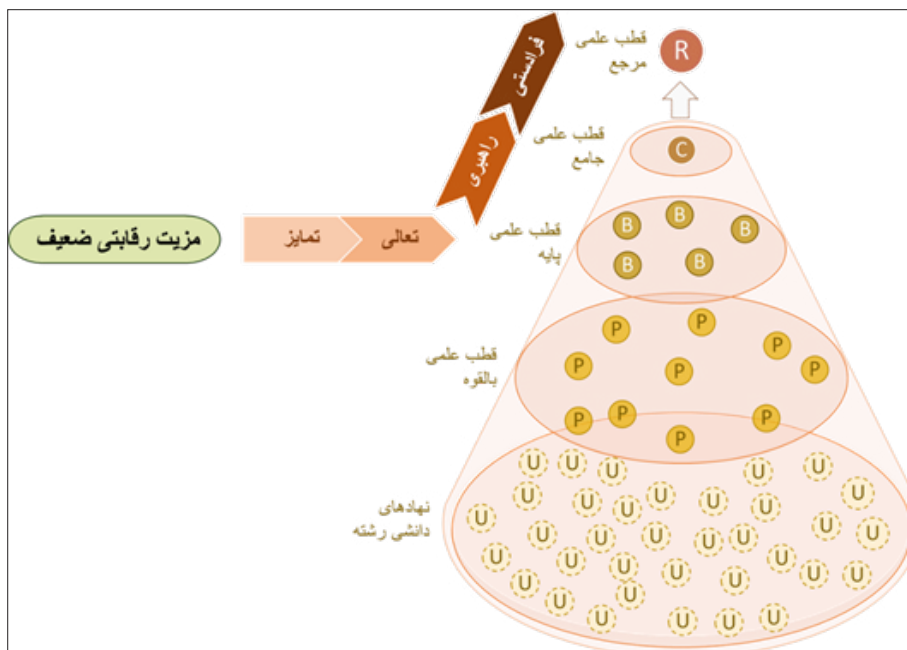 قطب علمی
مرجع
R
فرادستی
راهبری
قطب علمی
جامع
C
مزیت رقابتی ضعیف
تمایز
تعالی
قطب علمی
پایه
B B B
B B
قطب علمی
بالقوه
P P P
P P P
P P P P
نهادهای
دانشی رشته
U U U U U
U U U U U U U
U U U U U U U U
U U U U U U U U
U U U
U U U U